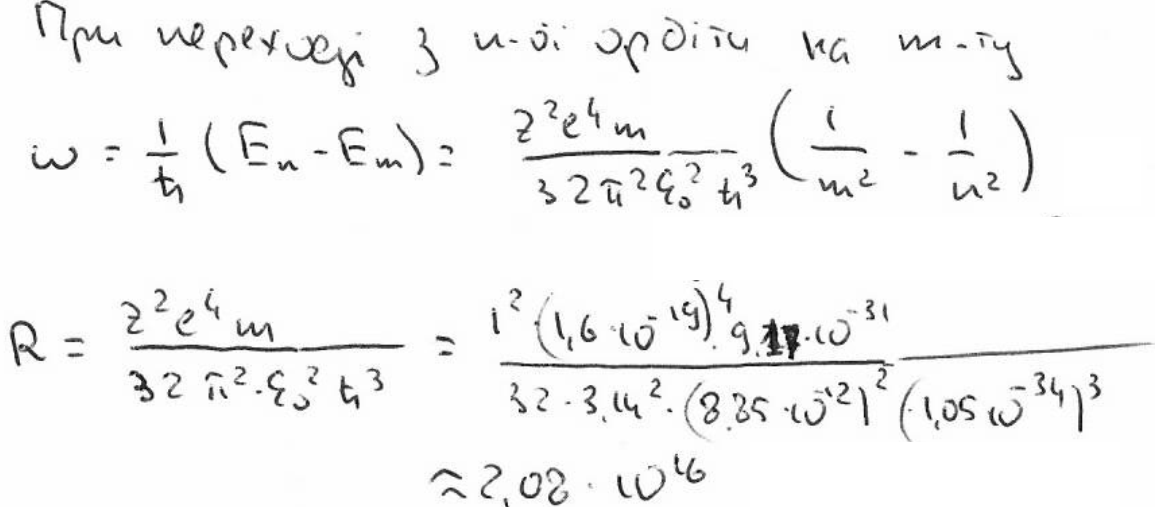 При переході з n-ої орбіти на m-ту
ω = 1/ħ (Eₙ - Eₘ) = z²e⁴m / 32π²ε₀²ħ³ (1/m² - 1/n²)
R = z²e⁴m / 32π²·ε₀²ħ³ = 1²·(1,6·10⁻¹⁹)⁴·9,1·10⁻³¹ / 32·3,14²·(8,85·10⁻¹²)²(1,05·10⁻³⁴)³
≈ 2,08·10¹⁶